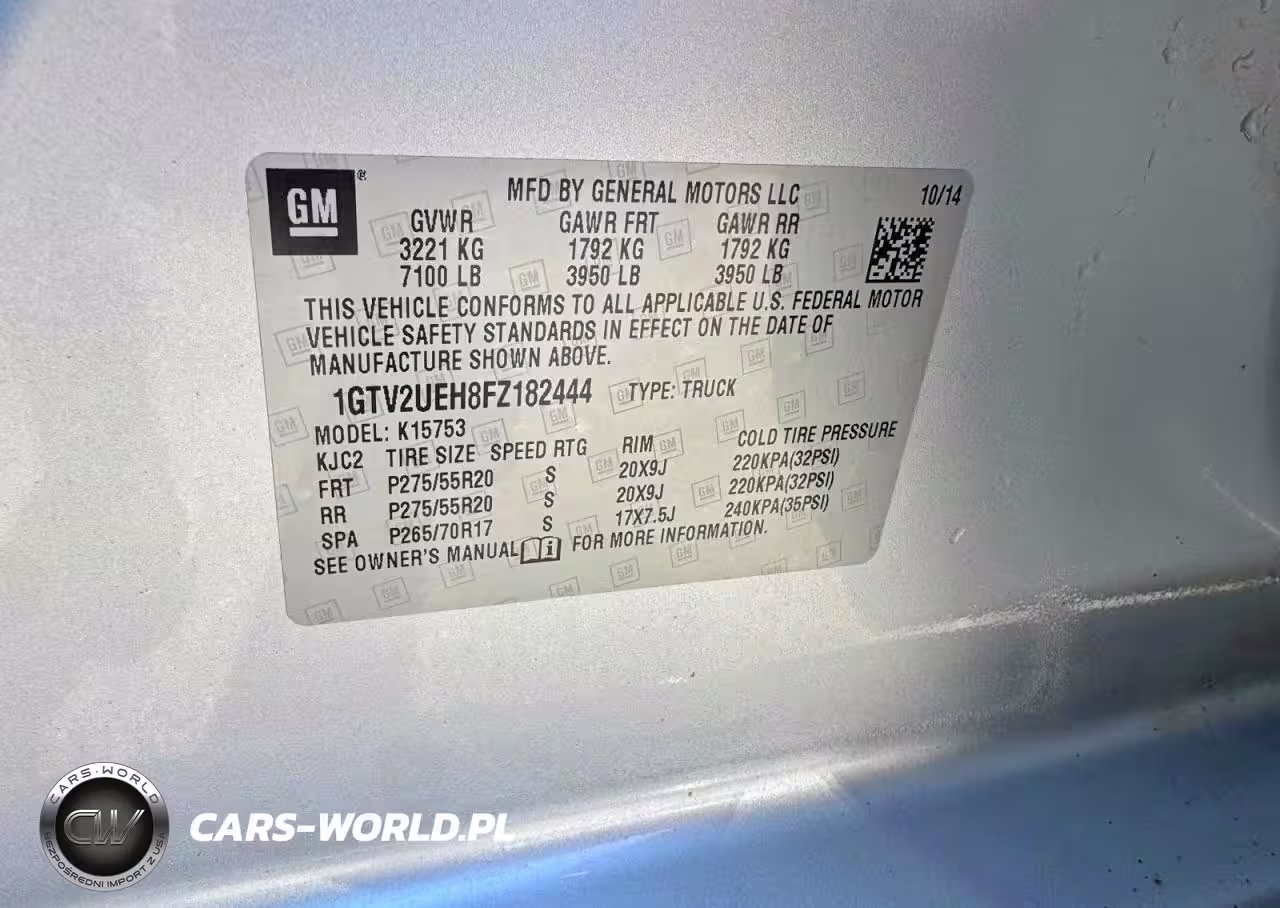 GM
MFD BY GENERAL MOTORS LLC 10/14
GVWR GAWR FRT GAWR RR
3221 KG 1792 KG 1792 KG
7100 LB 3950 LB 3950 LB
THIS VEHICLE CONFORMS TO ALL APPLICABLE U.S. FEDERAL MOTOR
VEHICLE SAFETY STANDARDS IN EFFECT ON THE DATE OF
MANUFACTURE SHOWN ABOVE.
1GTV2UEH8FZ182444 TYPE: TRUCK
MODEL: K15753
KJC2 TIRE SIZE SPEED RTG RIM COLD TIRE PRESSURE
FRT P275/55R20 S 20X9J 220KPA(32PSI)
RR P275/55R20 S 20X9J 220KPA(32PSI)
SPA P265/70R17 S 17X7.5J 240KPA(35PSI)
SEE OWNER'S MANUAL i FOR MORE INFORMATION.
CARS-WORLD
CW
BEZPOŚREDNI IMPORT Z USA
CARS-WORLD.PL